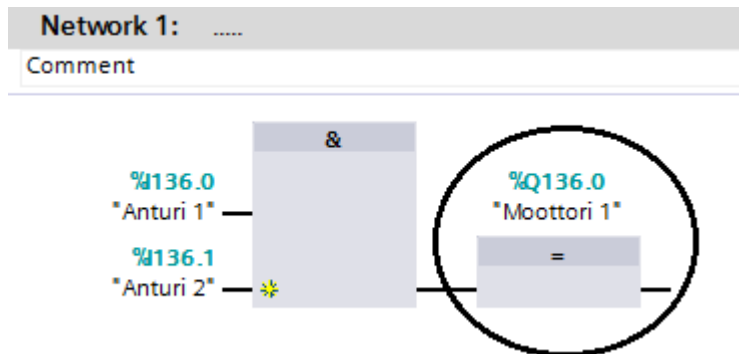 Network 1: .....
Comment
&
%I136.0
"Anturi 1"
%I136.1
"Anturi 2"
%Q136.0
"Moottori 1"
=